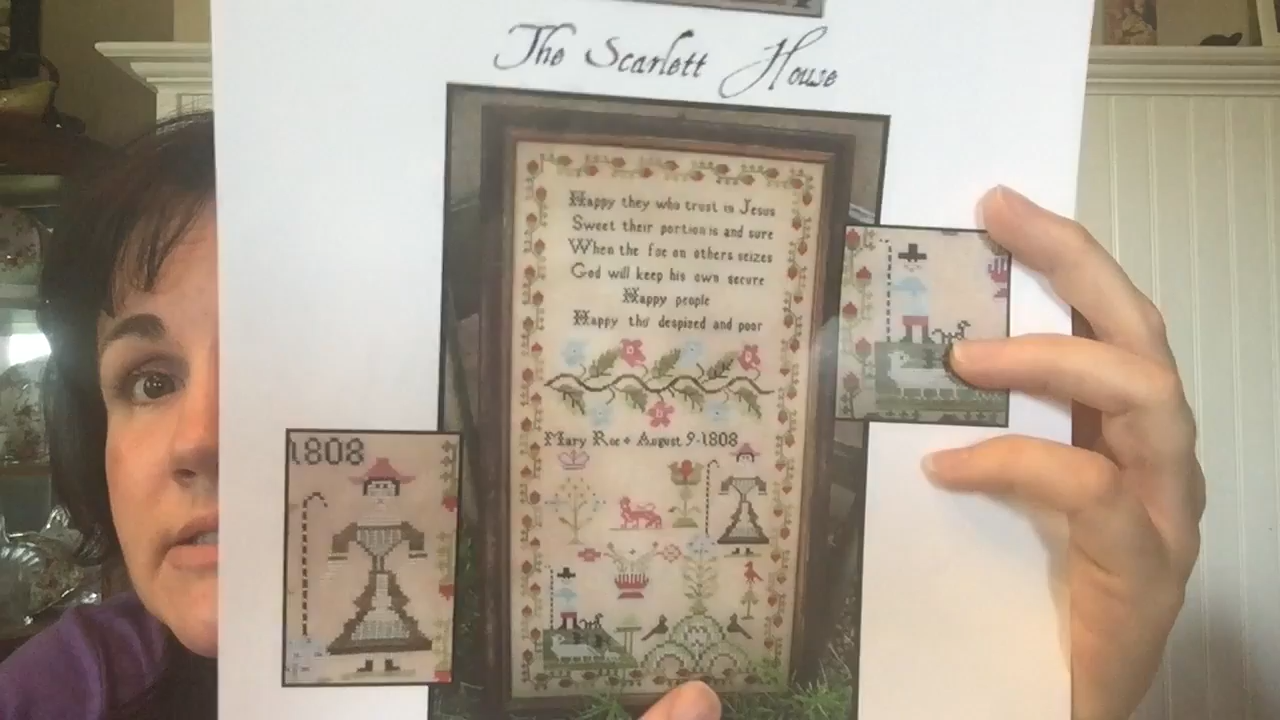 The Scarlett House
Happy they who trust in Jesus
Sweet their portion is and sure
When the foe on others seizes
God will keep his own secure
Happy people
Happy tho despised and poor
Mary Roe + August 9-1808
1808